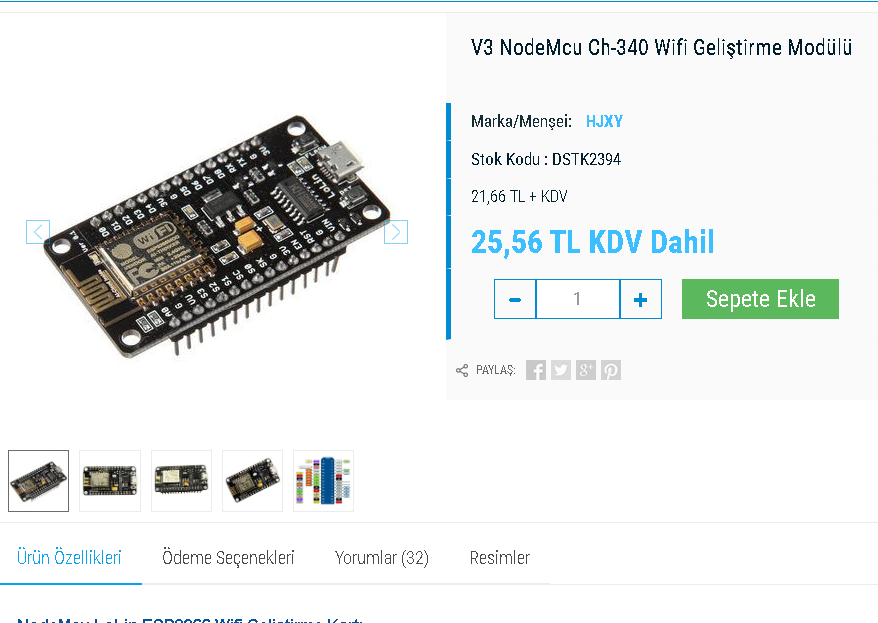 V3 NodeMcu Ch-340 Wifi Geliştirme Modülü
Marka/Menşei: HJXY
Stok Kodu : DSTK2394
21,66 TL + KDV
25,56 TL KDV Dahil
- 1 +
Sepete Ekle
PAYLAŞ:
LoLin
WiFi
Ürün Özellikleri
Ödeme Seçenekleri
Yorumlar (32)
Resimler
NodeMcu LoLin ESP8266 Wifi Geliştirme Kartı